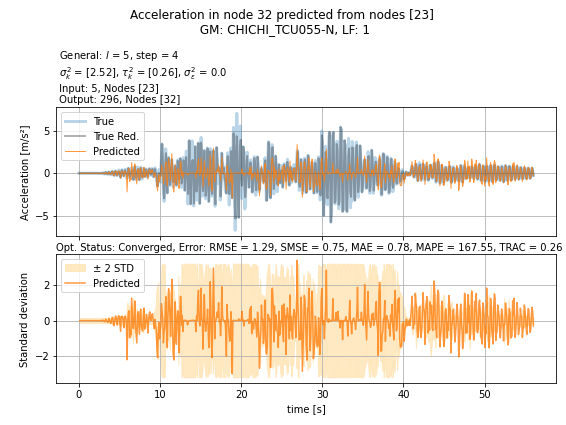 Acceleration in node 32 predicted from nodes [23]
GM: CHICHI_TCU055-N, LF: 1
General: l = 5, step = 4
σ²ₖ = [2.52], τ²ₖ = [0.26], σ²ε = 0.0
Input: 5, Nodes [23]
Output: 296, Nodes [32]
True
True Red.
Predicted
Acceleration [m/s²]
5
0
−5
Opt. Status: Converged, Error: RMSE = 1.29, SMSE = 0.75, MAE = 0.78, MAPE = 167.55, TRAC = 0.26
± 2 STD
Predicted
Standard deviation
2
0
−2
0 10 20 30 40 50
time [s]